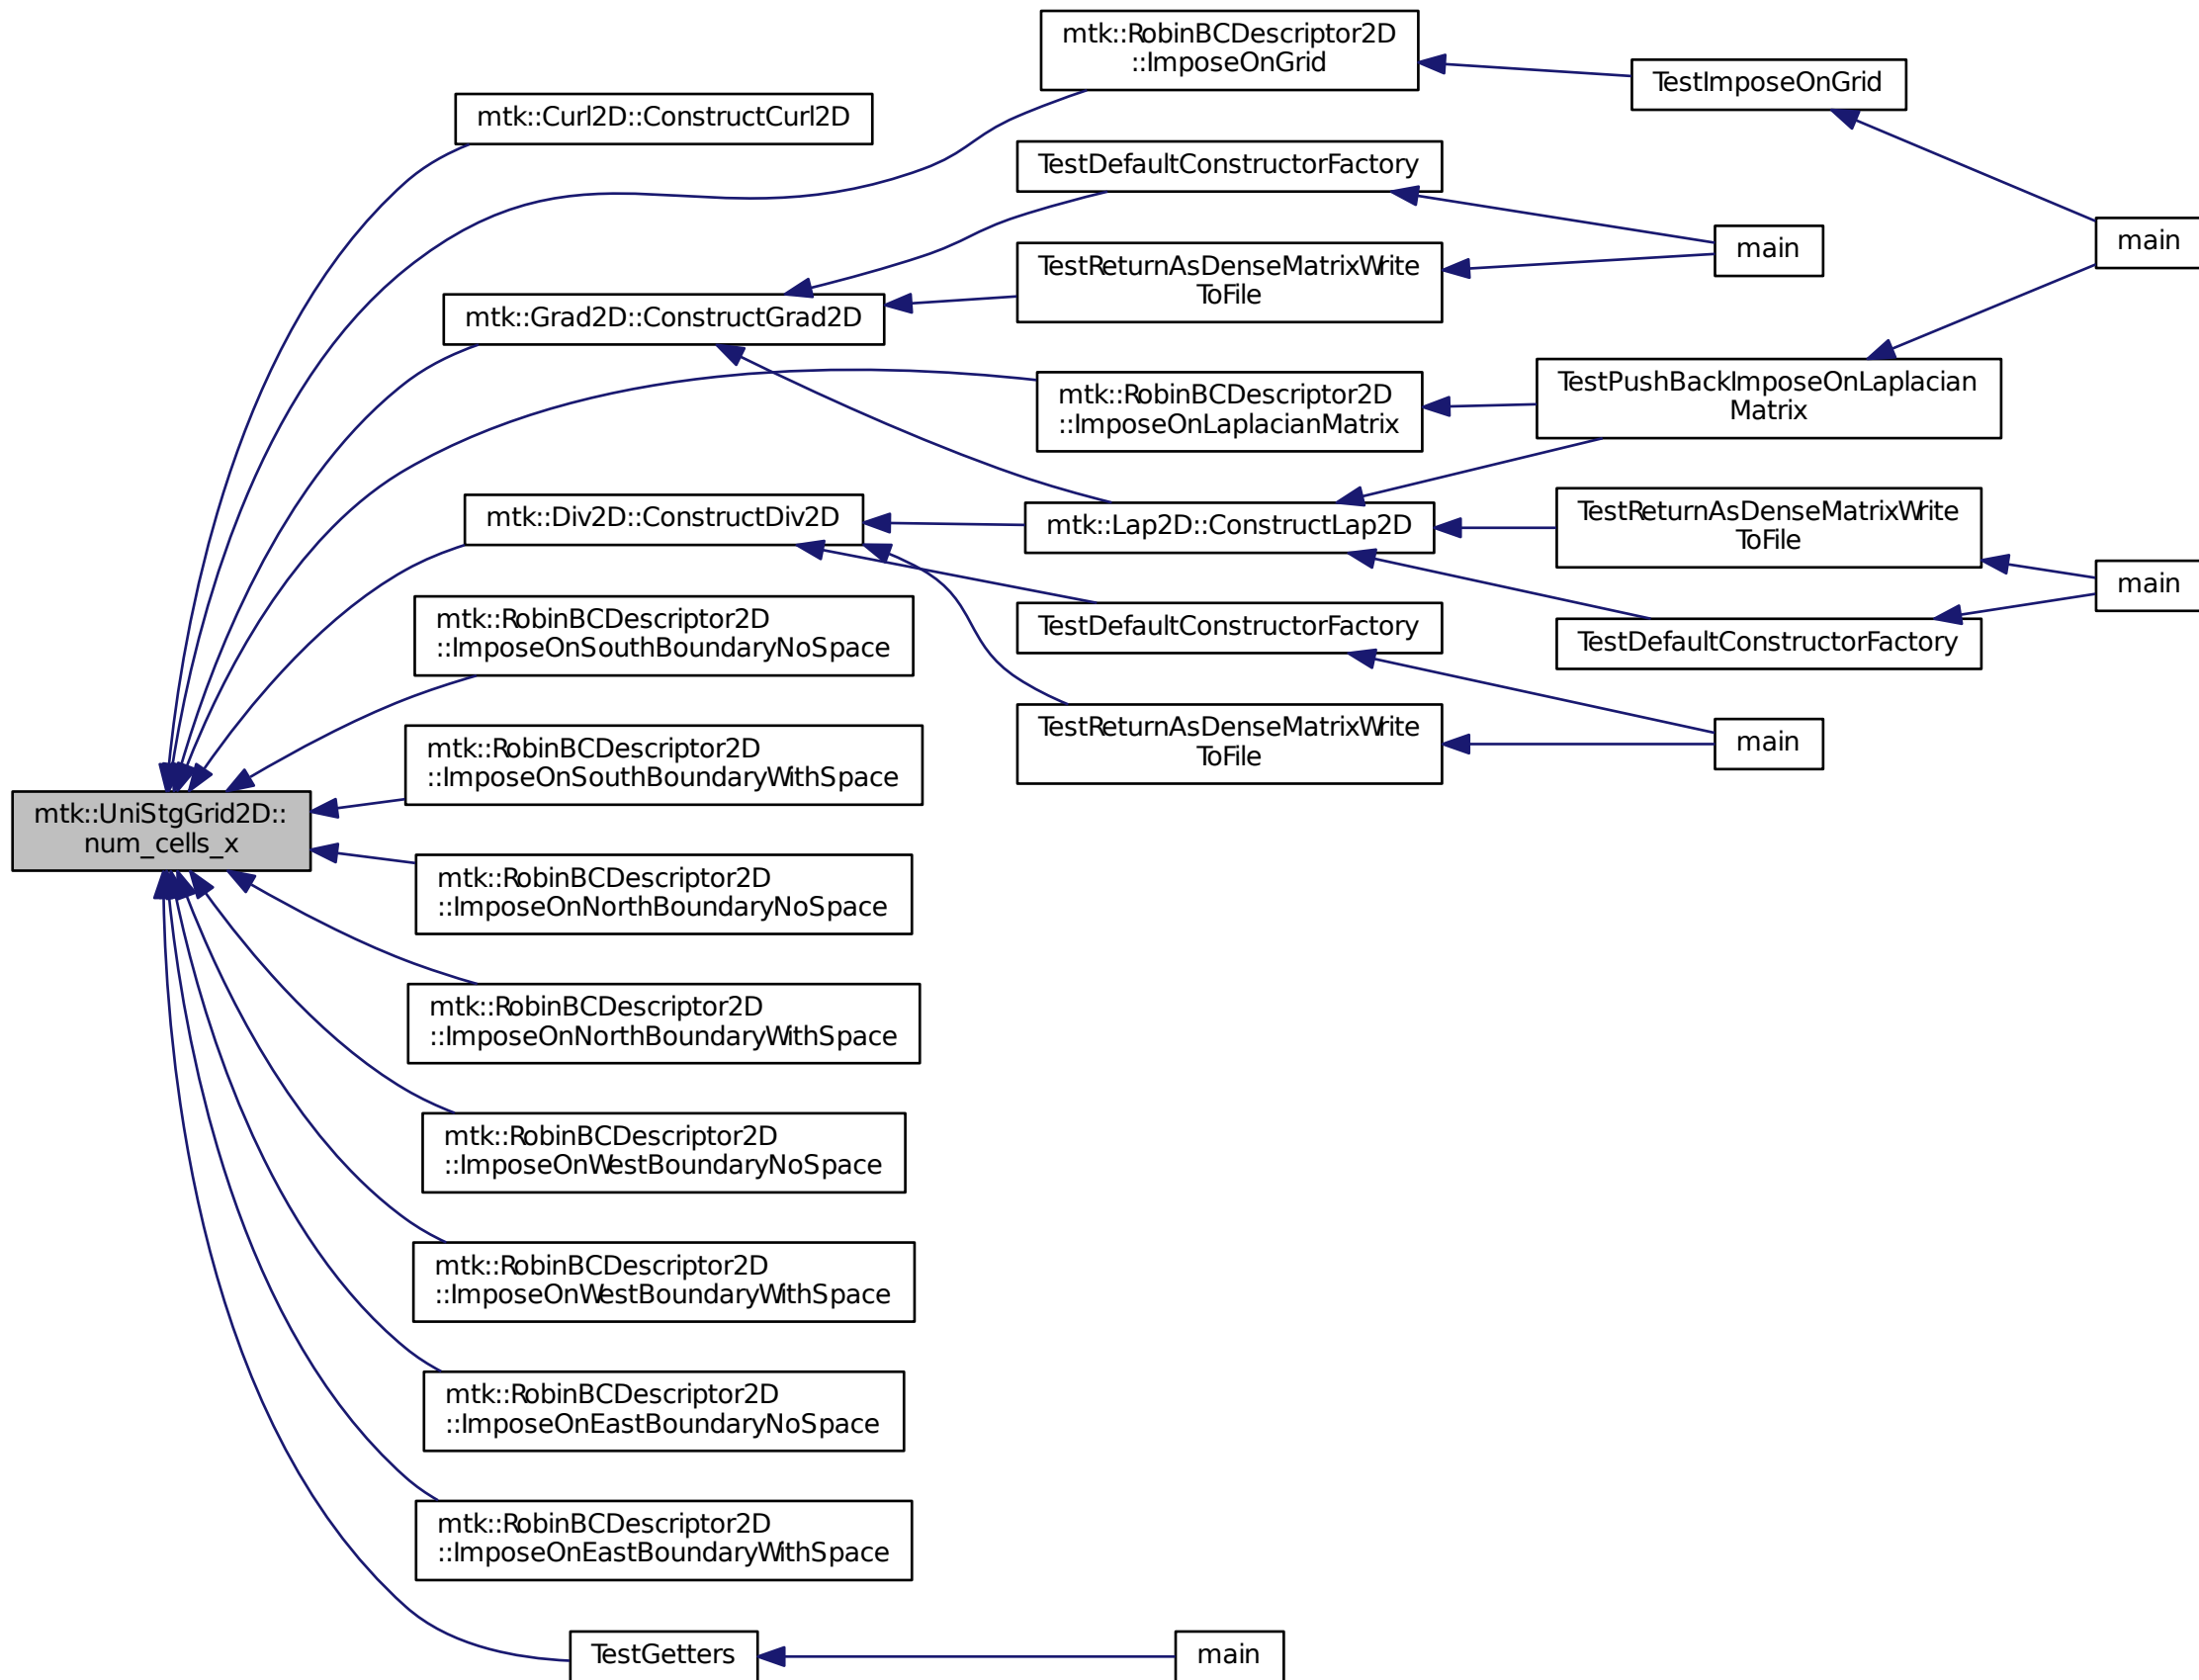 mtk::RobinBCDescriptor2D
::ImposeOnGrid
TestImposeOnGrid
mtk::Curl2D::ConstructCurl2D
TestDefaultConstructorFactory
main
main
TestReturnAsDenseMatrixWrite
ToFile
mtk::Grad2D::ConstructGrad2D
mtk::RobinBCDescriptor2D
::ImposeOnLaplacianMatrix
TestPushBackImposeOnLaplacian
Matrix
mtk::Div2D::ConstructDiv2D
mtk::Lap2D::ConstructLap2D
TestReturnAsDenseMatrixWrite
ToFile
main
mtk::RobinBCDescriptor2D
::ImposeOnSouthBoundaryNoSpace
TestDefaultConstructorFactory
TestDefaultConstructorFactory
mtk::RobinBCDescriptor2D
::ImposeOnSouthBoundaryWithSpace
TestReturnAsDenseMatrixWrite
ToFile
main
mtk::UniStgGrid2D::
num_cells_x
mtk::RobinBCDescriptor2D
::ImposeOnNorthBoundaryNoSpace
mtk::RobinBCDescriptor2D
::ImposeOnNorthBoundaryWithSpace
mtk::RobinBCDescriptor2D
::ImposeOnWestBoundaryNoSpace
mtk::RobinBCDescriptor2D
::ImposeOnWestBoundaryWithSpace
mtk::RobinBCDescriptor2D
::ImposeOnEastBoundaryNoSpace
mtk::RobinBCDescriptor2D
::ImposeOnEastBoundaryWithSpace
TestGetters
main